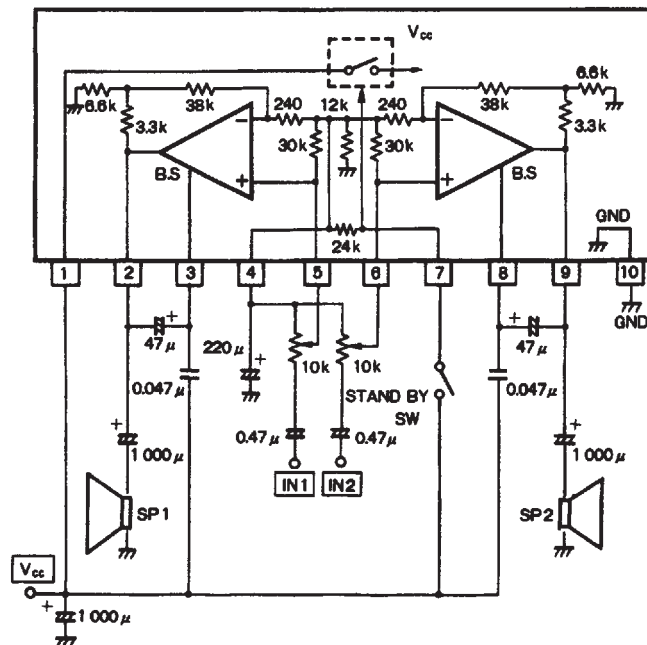 Vcc
6.6k 38k 240 12k 240 38k 6.6k
3.3k 30k 30k 3.3k
B.S B.S
24k
GND
1 2 3 4 5 6 7 8 9 10
GND
47μ 220μ 10k 10k 47μ
0.047μ STAND BY 0.047μ
SW
0.47μ 0.47μ
1 000μ 1 000μ
IN1 IN2
SP1 SP2
Vcc
1 000μ